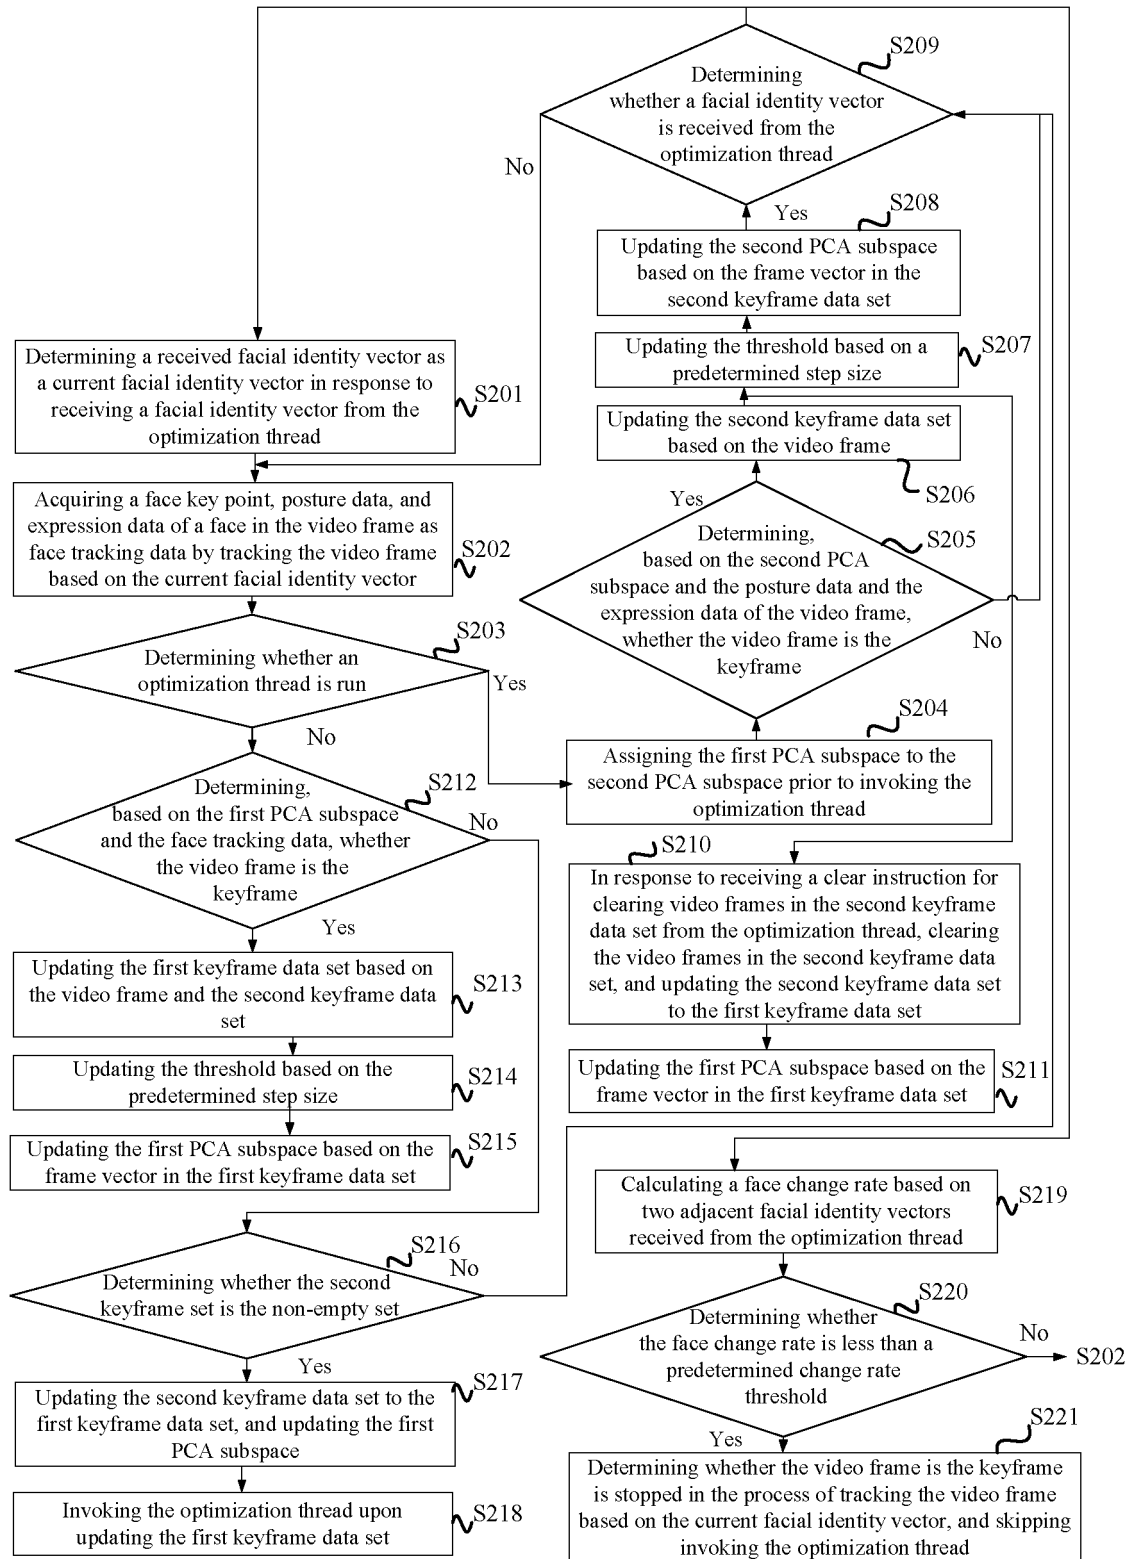 S209
Determining
whether a facial identity vector
is received from the
optimization thread
No
Yes
S208
Updating the second PCA subspace
based on the frame vector in the
second keyframe data set
Updating the threshold based on a
predetermined step size
S207
Determining a received facial identity vector as
a current facial identity vector in response to
receiving a facial identity vector from the
optimization thread
S201
Updating the second keyframe data set
based on the video frame
S206
Yes
Acquiring a face key point, posture data, and
expression data of a face in the video frame as
face tracking data by tracking the video frame
based on the current facial identity vector
S202
S205
Determining,
based on the second PCA
subspace and the posture data and the
expression data of the video frame,
whether the video frame is the
keyframe
No
S203
Determining whether an
optimization thread is run
Yes
No
S204
Assigning the first PCA subspace to the
second PCA subspace prior to invoking the
optimization thread
S212
Determining,
based on the first PCA subspace
and the face tracking data, whether
the video frame is the
keyframe
No
Yes
S210
In response to receiving a clear instruction for
clearing video frames in the second keyframe
data set from the optimization thread, clearing
the video frames in the second keyframe data
set, and updating the second keyframe data set
to the first keyframe data set
Updating the first keyframe data set based on
the video frame and the second keyframe data
set
S213
Updating the threshold based on the
predetermined step size
S214
Updating the first PCA subspace based on the
frame vector in the first keyframe data set
S211
Updating the first PCA subspace based on the
frame vector in the first keyframe data set
S215
Calculating a face change rate based on
two adjacent facial identity vectors
received from the optimization thread
S219
S216
Determining whether the second
keyframe set is the non-empty set
No
Yes
S220
Determining whether
the face change rate is less than a
predetermined change rate
threshold
No
S202
Yes
Updating the second keyframe data set to the
first keyframe data set, and updating the first
PCA subspace
S217
S221
Determining whether the video frame is the keyframe
is stopped in the process of tracking the video frame
based on the current facial identity vector, and skipping
invoking the optimization thread
Invoking the optimization thread upon
updating the first keyframe data set
S218